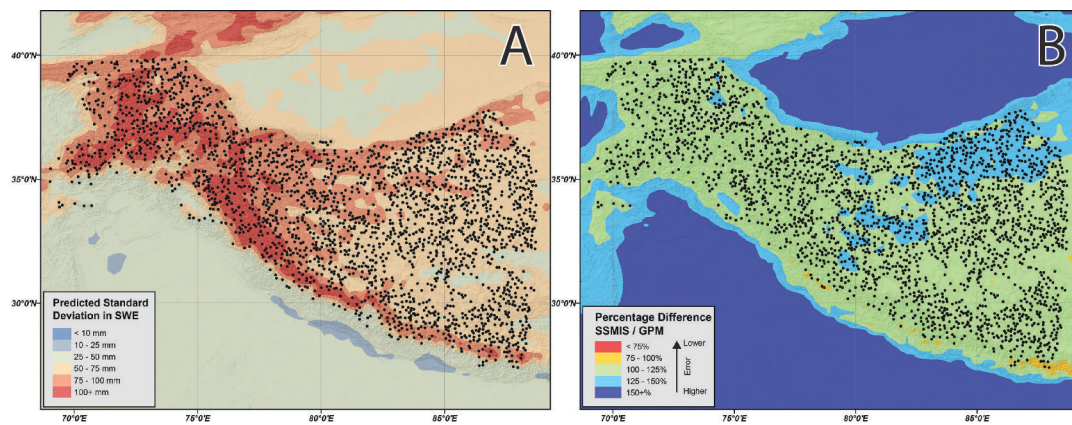 A
40°0'N
35°0'N
30°0'N
Predicted Standard
Deviation in SWE
< 10 mm
10 - 25 mm
25 - 50 mm
50 - 75 mm
75 - 100 mm
100+ mm
70°0'E 75°0'E 80°0'E 85°0'E
B
40°0'N
35°0'N
30°0'N
Percentage Difference
SSMIS / GPM
< 75%
75 - 100%
100 - 125%
125 - 150%
150+%
Lower
Error
Higher
70°0'E 75°0'E 80°0'E 85°0'E